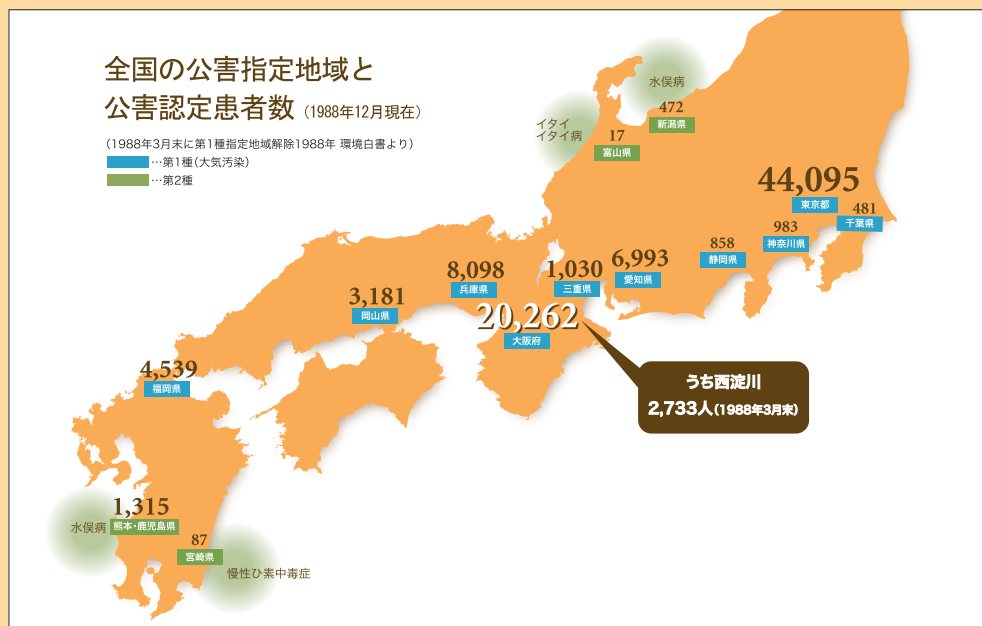 全国の公害指定地域と
公害認定患者数（1988年12月現在）
（1988年3月末に第1種指定地域解除1988年 環境白書より）
…第1種（大気汚染）
…第2種
水俣病
472
新潟県
イタイ
イタイ病
17
富山県
44,095
東京都
481
千葉県
983
神奈川県
858
静岡県
6,993
愛知県
1,030
三重県
8,098
兵庫県
20,262
大阪府
3,181
岡山県
うち西淀川
2,733人（1988年3月末）
4,539
福岡県
1,315
水俣病
熊本・鹿児島県
87
宮崎県
慢性ひ素中毒症